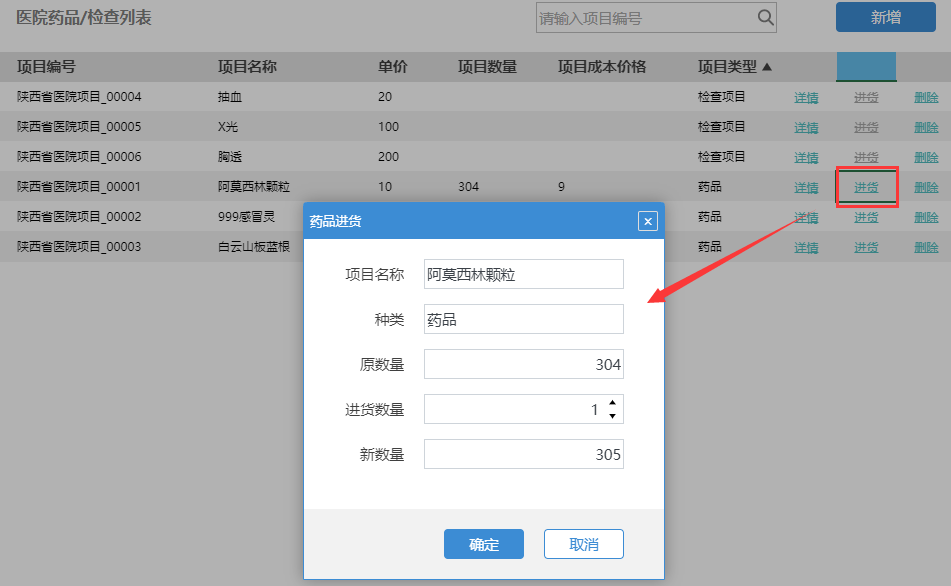 医院药品/检查列表
请输入项目编号
新增
项目编号 项目名称 单价 项目数量 项目成本价格 项目类型 ▲
陕西省医院项目_00004 抽血 20 检查项目 详情 进货 删除
陕西省医院项目_00005 X光 100 检查项目 详情 进货 删除
陕西省医院项目_00006 胸透 200 检查项目 详情 进货 删除
陕西省医院项目_00001 阿莫西林颗粒 10 304 9 药品 详情 进货 删除
陕西省医院项目_00002 999感冒灵 药品 详情 进货 删除
陕西省医院项目_00003 白云山板蓝根 药品 详情 进货 删除
药品进货
项目名称 阿莫西林颗粒
种类 药品
原数量 304
进货数量 1
新数量 305
确定 取消